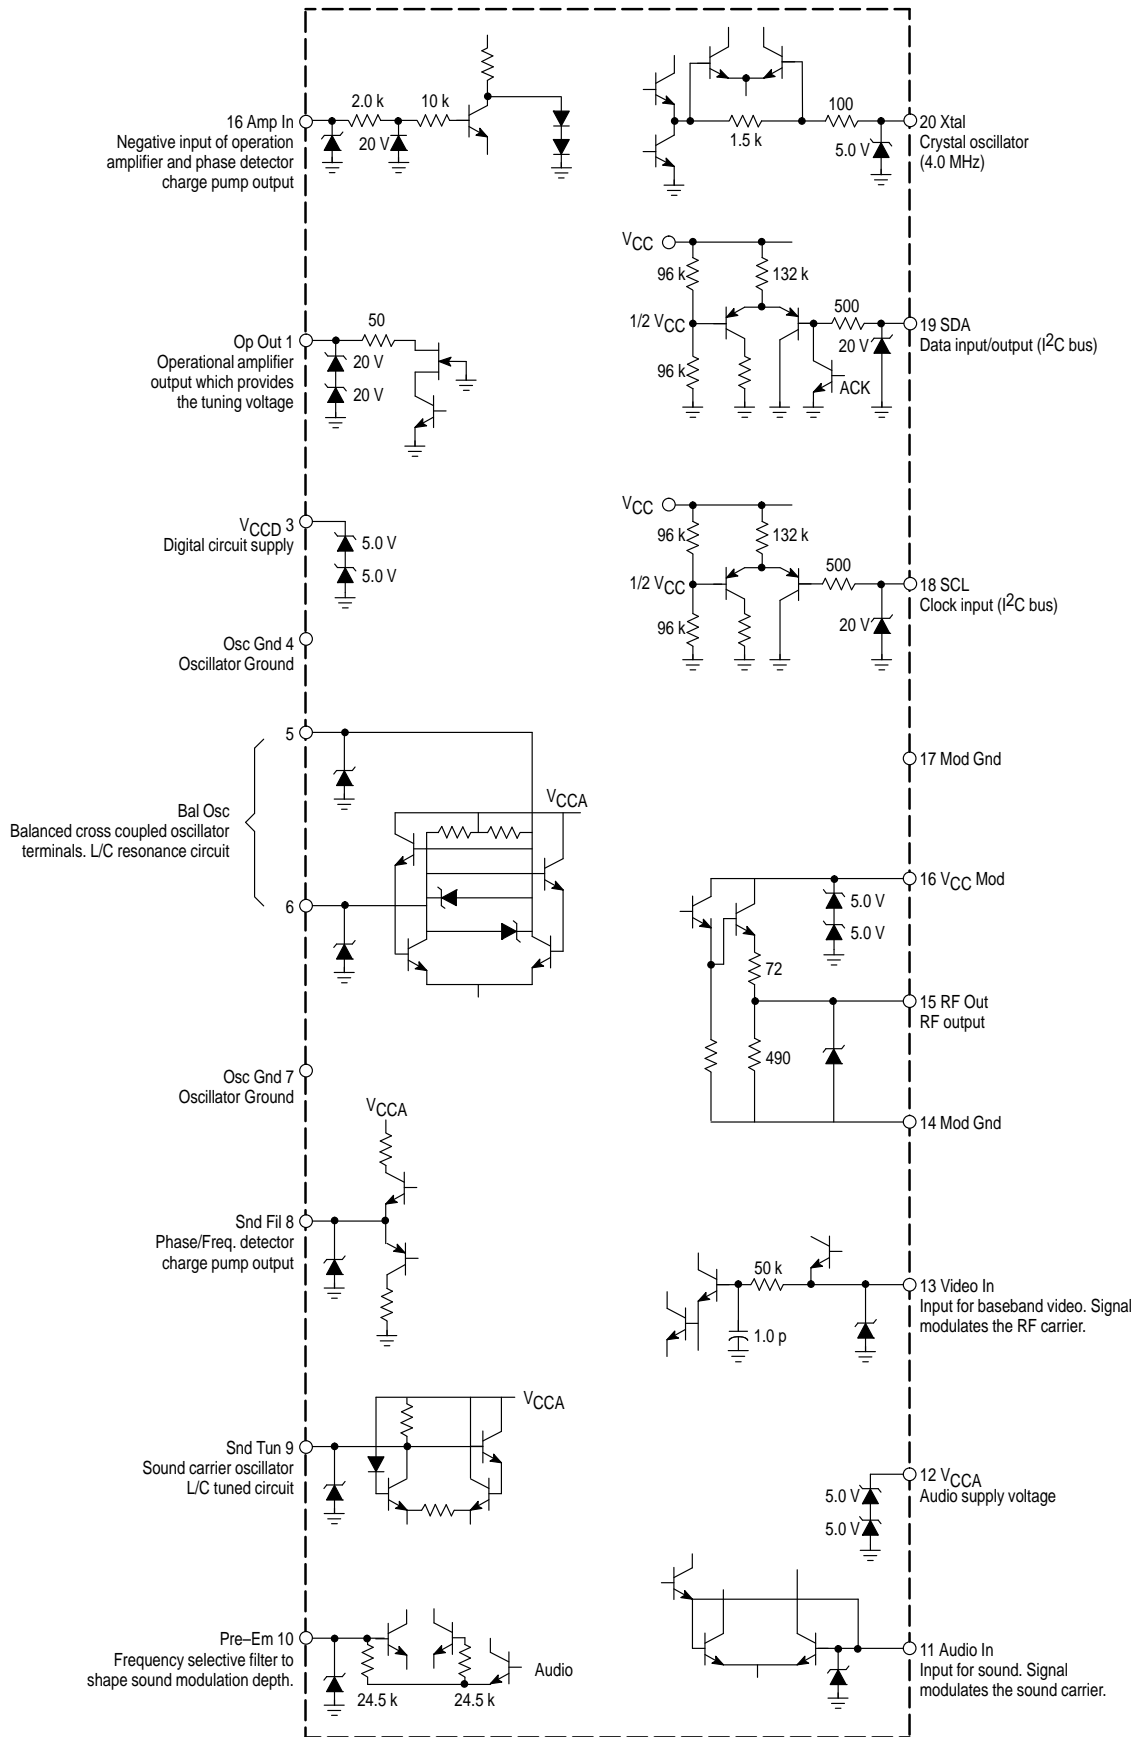 16 Amp In
Negative input of operation
amplifier and phase detector
charge pump output
2.0 k
10 k
20 V
100
1.5 k
5.0 V
20 Xtal
Crystal oscillator
(4.0 MHz)
VCC
96 k
132 k
1/2 VCC
500
96 k
20 V
ACK
19 SDA
Data input/output (I2C bus)
Op Out 1
Operational amplifier
output which provides
the tuning voltage
50
20 V
20 V
VCCD 3
Digital circuit supply
5.0 V
5.0 V
VCC
96 k
132 k
1/2 VCC
500
96 k
20 V
18 SCL
Clock input (I2C bus)
Osc Gnd 4
Oscillator Ground
5
Bal Osc
Balanced cross coupled oscillator
terminals. L/C resonance circuit
6
VCCA
17 Mod Gnd
16 VCC Mod
5.0 V
5.0 V
72
15 RF Out
RF output
490
14 Mod Gnd
Osc Gnd 7
Oscillator Ground
VCCA
Snd Fil 8
Phase/Freq. detector
charge pump output
50 k
1.0 p
13 Video In
Input for baseband video. Signal
modulates the RF carrier.
VCCA
Snd Tun 9
Sound carrier oscillator
L/C tuned circuit
12 VCCA
Audio supply voltage
5.0 V
5.0 V
Pre–Em 10
Frequency selective filter to
shape sound modulation depth.
24.5 k
24.5 k
Audio
11 Audio In
Input for sound. Signal
modulates the sound carrier.